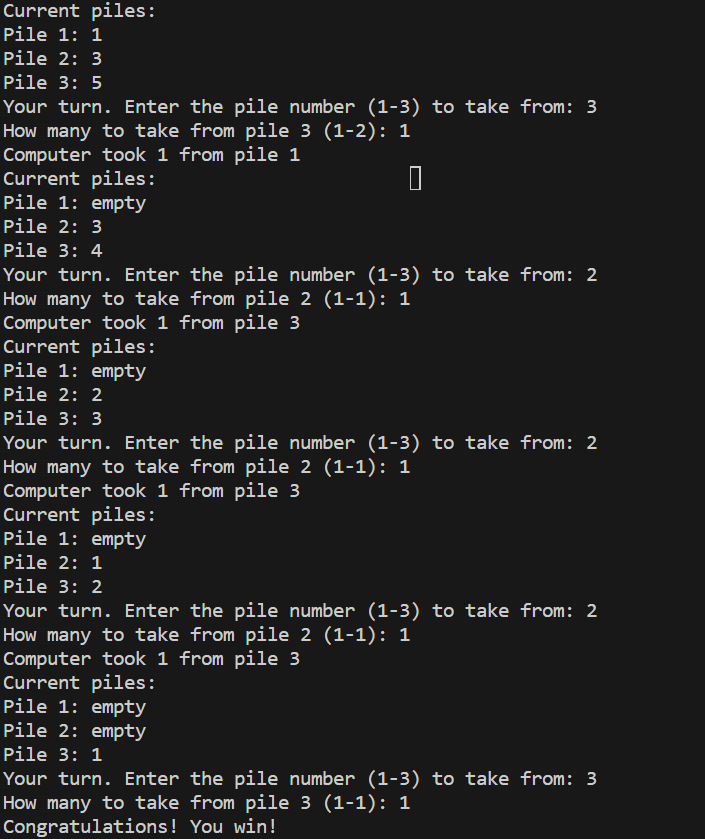 Current piles:
Pile 1: 1
Pile 2: 3
Pile 3: 5
Your turn. Enter the pile number (1-3) to take from: 3
How many to take from pile 3 (1-2): 1
Computer took 1 from pile 1
Current piles:
Pile 1: empty
Pile 2: 3
Pile 3: 4
Your turn. Enter the pile number (1-3) to take from: 2
How many to take from pile 2 (1-1): 1
Computer took 1 from pile 3
Current piles:
Pile 1: empty
Pile 2: 2
Pile 3: 3
Your turn. Enter the pile number (1-3) to take from: 2
How many to take from pile 2 (1-1): 1
Computer took 1 from pile 3
Current piles:
Pile 1: empty
Pile 2: 1
Pile 3: 2
Your turn. Enter the pile number (1-3) to take from: 2
How many to take from pile 2 (1-1): 1
Computer took 1 from pile 3
Current piles:
Pile 1: empty
Pile 2: empty
Pile 3: 1
Your turn. Enter the pile number (1-3) to take from: 3
How many to take from pile 3 (1-1): 1
Congratulations! You win!